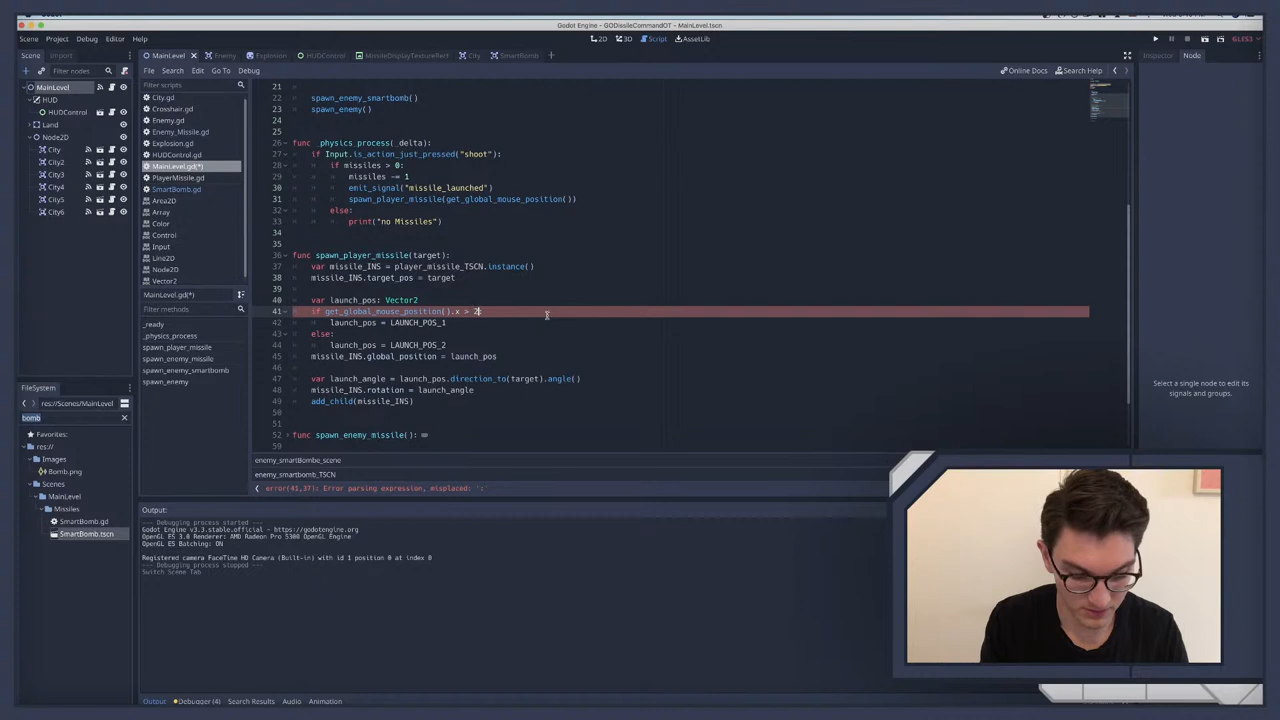 Godot Engine - GODissileCommandOT - MainLevel.tscn
Scene Project Debug Editor Help
2D 3D Script AssetLib
GLES3
Scene Import
MainLevel Enemy Explosion HUDControl MissileDisplayTextureRect City SmartBomb
Inspector Node
Filter nodes
File Search Edit Go To Debug
Online Docs Search Help
MainLevel
HUD
HUDControl
Land
Node2D
City
City2
City3
City4
City5
City6
Filter scripts
City.gd
Crosshair.gd
Enemy.gd
Enemy_Missile.gd
Explosion.gd
HUDControl.gd
MainLevel.gd(*)
PlayerMissile.gd
SmartBomb.gd
Area2D
Array
Color
Control
Input
Line2D
Node2D
Vector2
MainLevel.gd(*)
Filter methods
_ready
_physics_process
spawn_player_missile
spawn_enemy_missile
spawn_enemy_smartbomb
spawn_enemy
21
22 spawn_enemy_smartbomb()
23 spawn_enemy()
24
25
26 func _physics_process(_delta):
27 if Input.is_action_just_pressed("shoot"):
28 if missiles > 0:
29 missiles -= 1
30 emit_signal("missile_launched")
31 spawn_player_missile(get_global_mouse_position())
32 else:
33 print("no Missiles")
34
35
36 func spawn_player_missile(target):
37 var missile_INS = player_missile_TSCN.instance()
38 missile_INS.target_pos = target
39
40 var launch_pos: Vector2
41 if get_global_mouse_position().x > 2:
42 launch_pos = LAUNCH_POS_1
43 else:
44 launch_pos = LAUNCH_POS_2
45 missile_INS.global_position = launch_pos
46
47 var launch_angle = launch_pos.direction_to(target).angle()
48 missile_INS.rotation = launch_angle
49 add_child(missile_INS)
50
51
52 func spawn_enemy_missile():
59
enemy_smartBombe_scene
enemy_smartbomb_TSCN
error(41,37): Error parsing expression, misplaced: ':'
Select a single node to edit its
signals and groups.
FileSystem
res://Scenes/MainLevel
bomb
Favorites:
res://
Images
Bomb.png
Scenes
MainLevel
Missiles
SmartBomb.gd
SmartBomb.tscn
Output:
--- Debugging process started ---
Godot Engine v3.3.stable.official - https://godotengine.org
OpenGL ES 3.0 Renderer: AMD Radeon Pro 5300 OpenGL Engine
OpenGL ES Batching: ON
Registered camera FaceTime HD Camera (Built-in) with id 1 position 0 at index 0
--- Debugging process stopped ---
Switch Scene Tab
Output Debugger (4) Search Results Audio Animation